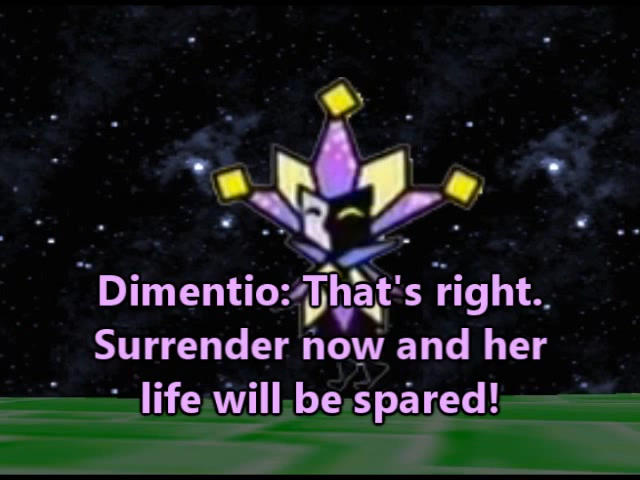 Dimentio: That's right.
Surrender now and her
life will be spared!